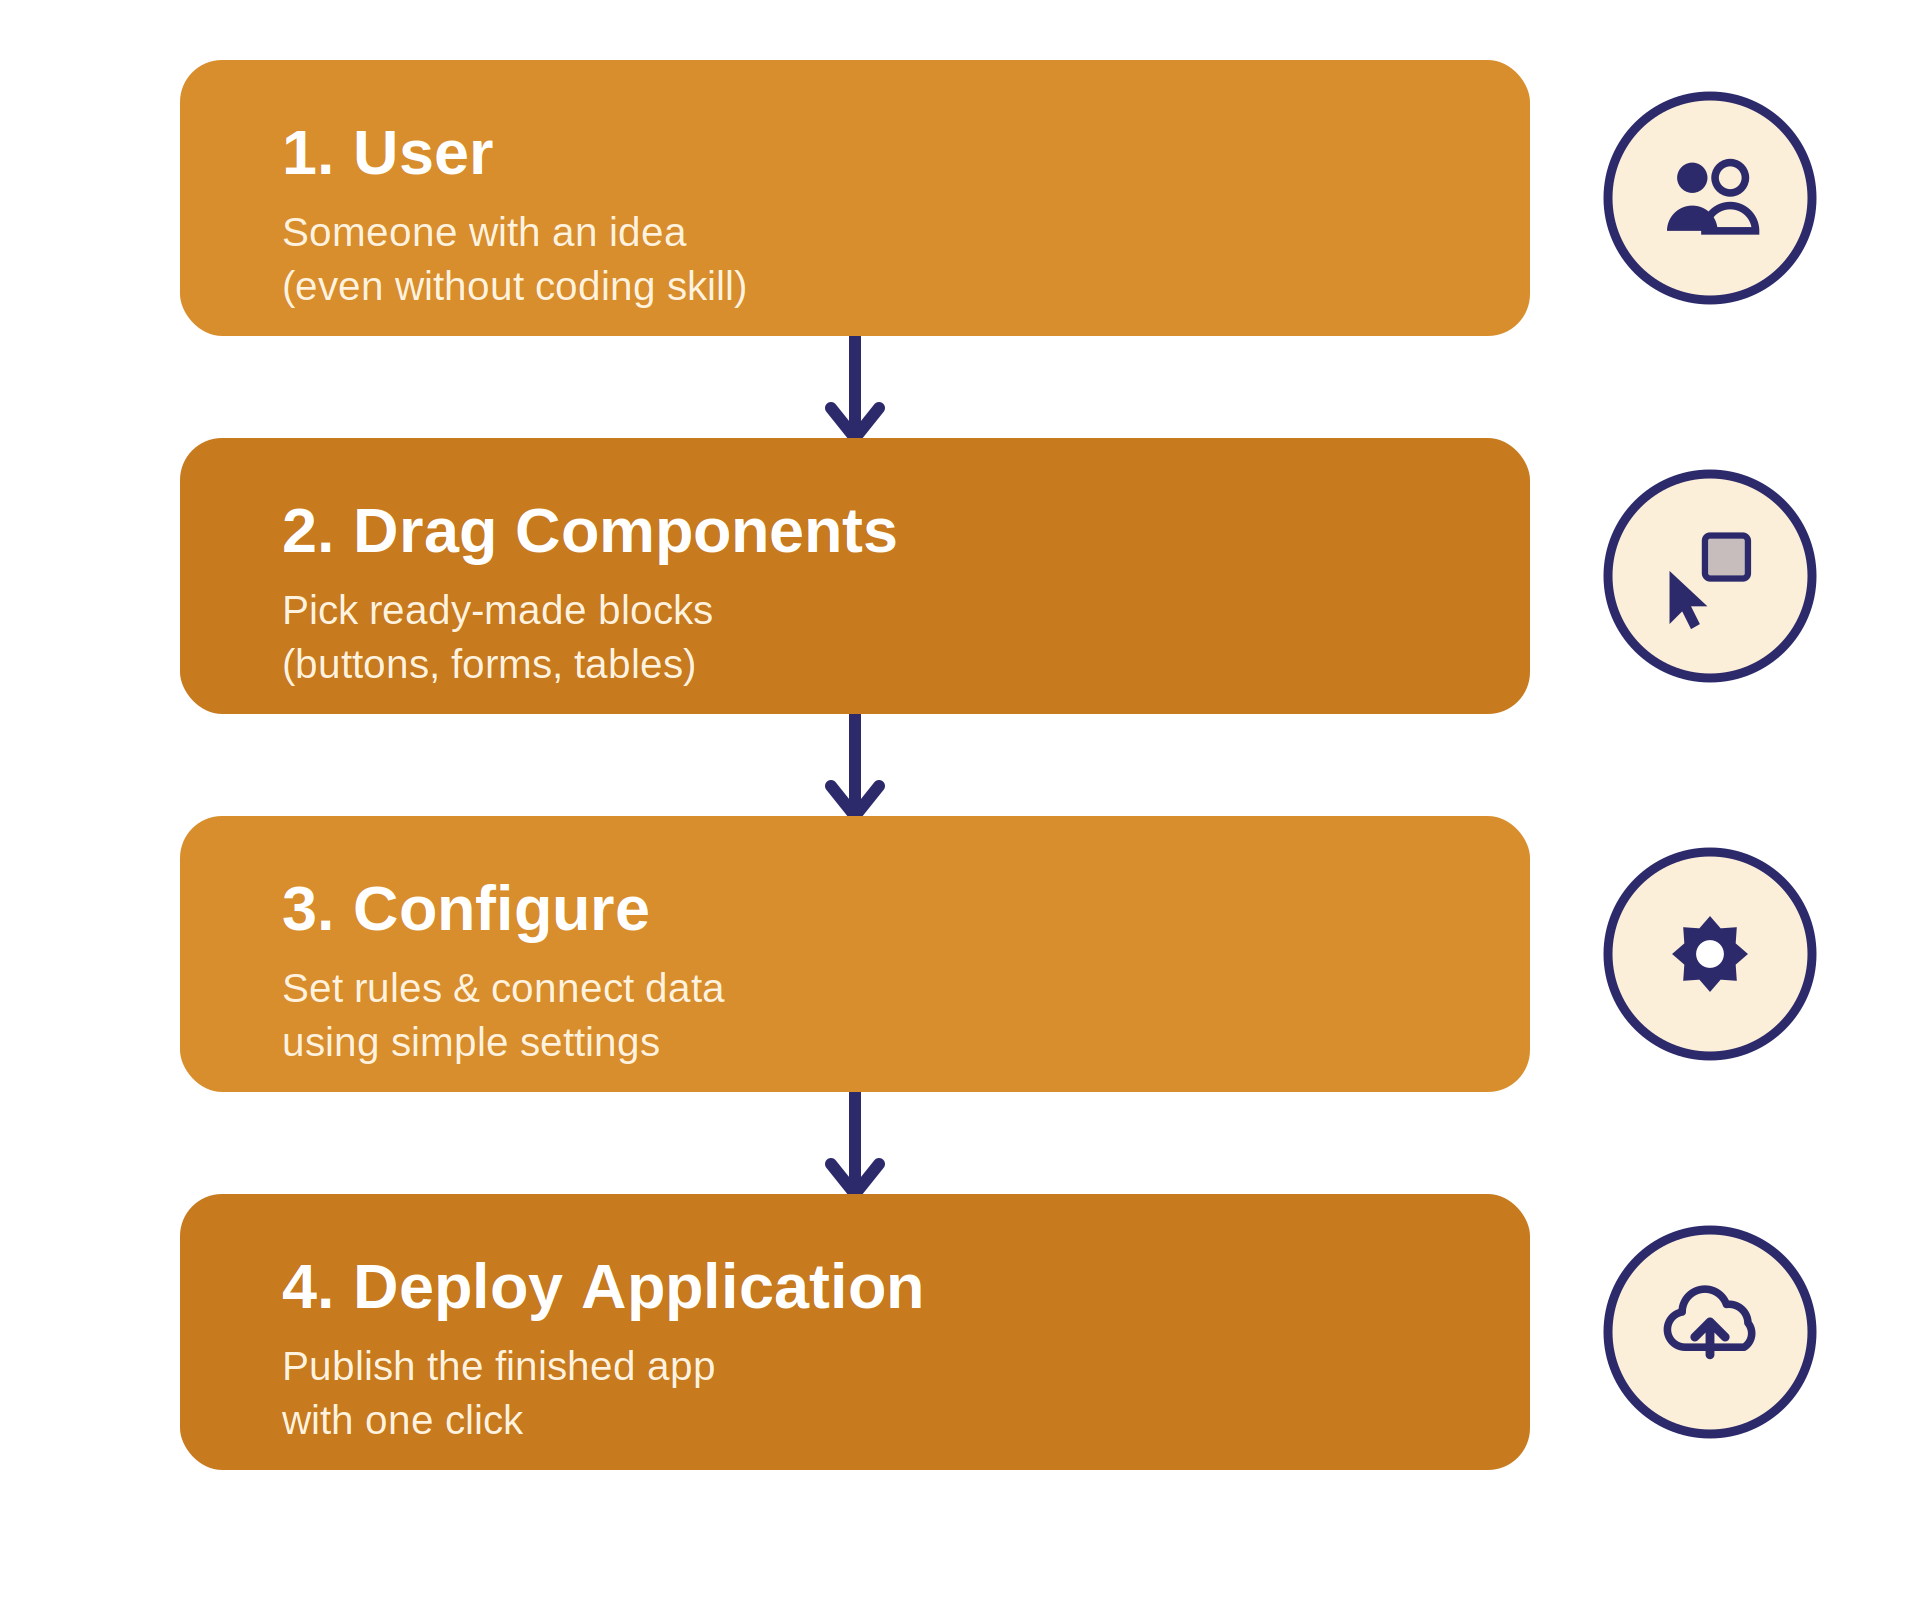 1. User
Someone with an idea
(even without coding skill)
2. Drag Components
Pick ready-made blocks
(buttons, forms, tables)
3. Configure
Set rules & connect data
using simple settings
4. Deploy Application
Publish the finished app
with one click